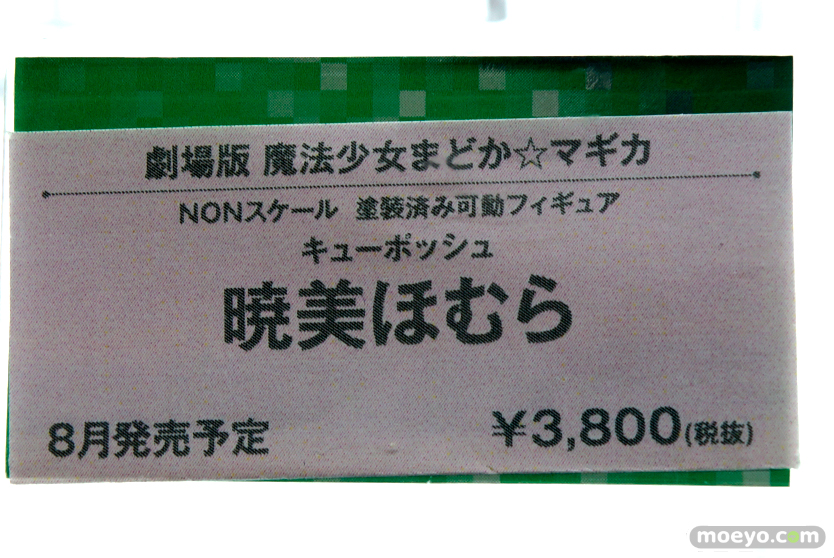 劇場版 魔法少女まどか☆マギカ
NONスケール 塗装済み可動フィギュア
キューポッシュ
暁美ほむら
8月発売予定
¥3,800(税抜)
moeyo.com